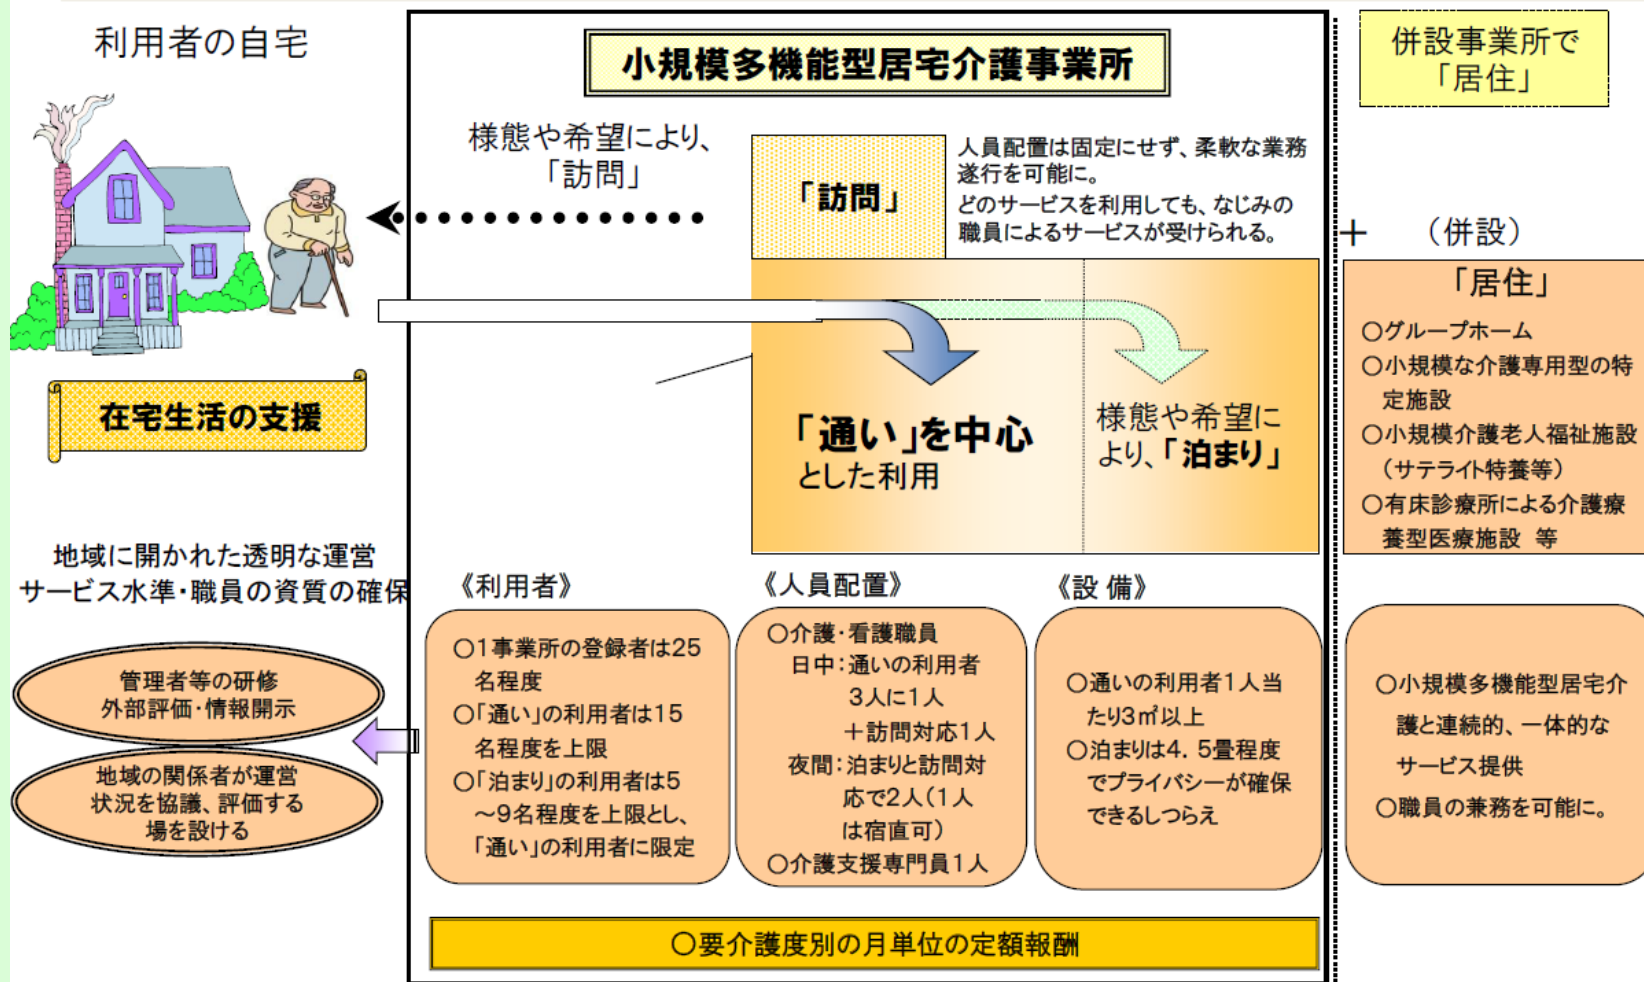 利用者の自宅
小規模多機能型居宅介護事業所
併設事業所で
「居住」
様態や希望により、
「訪問」
「訪問」
人員配置は固定にせず、柔軟な業務
遂行を可能に。
どのサービスを利用しても、なじみの
職員によるサービスが受けられる。
＋　（併設）
「居住」
○グループホーム
○小規模な介護専用型の特
定施設
○小規模介護老人福祉施設
（サテライト特養等）
○有床診療所による介護療
養型医療施設 等
在宅生活の支援
「通い」を中心
とした利用
様態や希望に
より、「泊まり」
地域に開かれた透明な運営
サービス水準・職員の資質の確保
管理者等の研修
外部評価・情報開示
地域の関係者が運営
状況を協議、評価する
場を設ける
《利用者》
○1事業所の登録者は25
名程度
○「通い」の利用者は15
名程度を上限
○「泊まり」の利用者は5
～9名程度を上限とし、
「通い」の利用者に限定
《人員配置》
○介護・看護職員
日中：通いの利用者
3人に1人
＋訪問対応1人
夜間：泊まりと訪問対
応で2人（1人
は宿直可）
○介護支援専門員1人
《設 備》
○通いの利用者1人当
たり3㎡以上
○泊まりは4．5畳程度
でプライバシーが確保
できるしつらえ
○小規模多機能型居宅介
護と連続的、一体的な
サービス提供
○職員の兼務を可能に。
○要介護度別の月単位の定額報酬